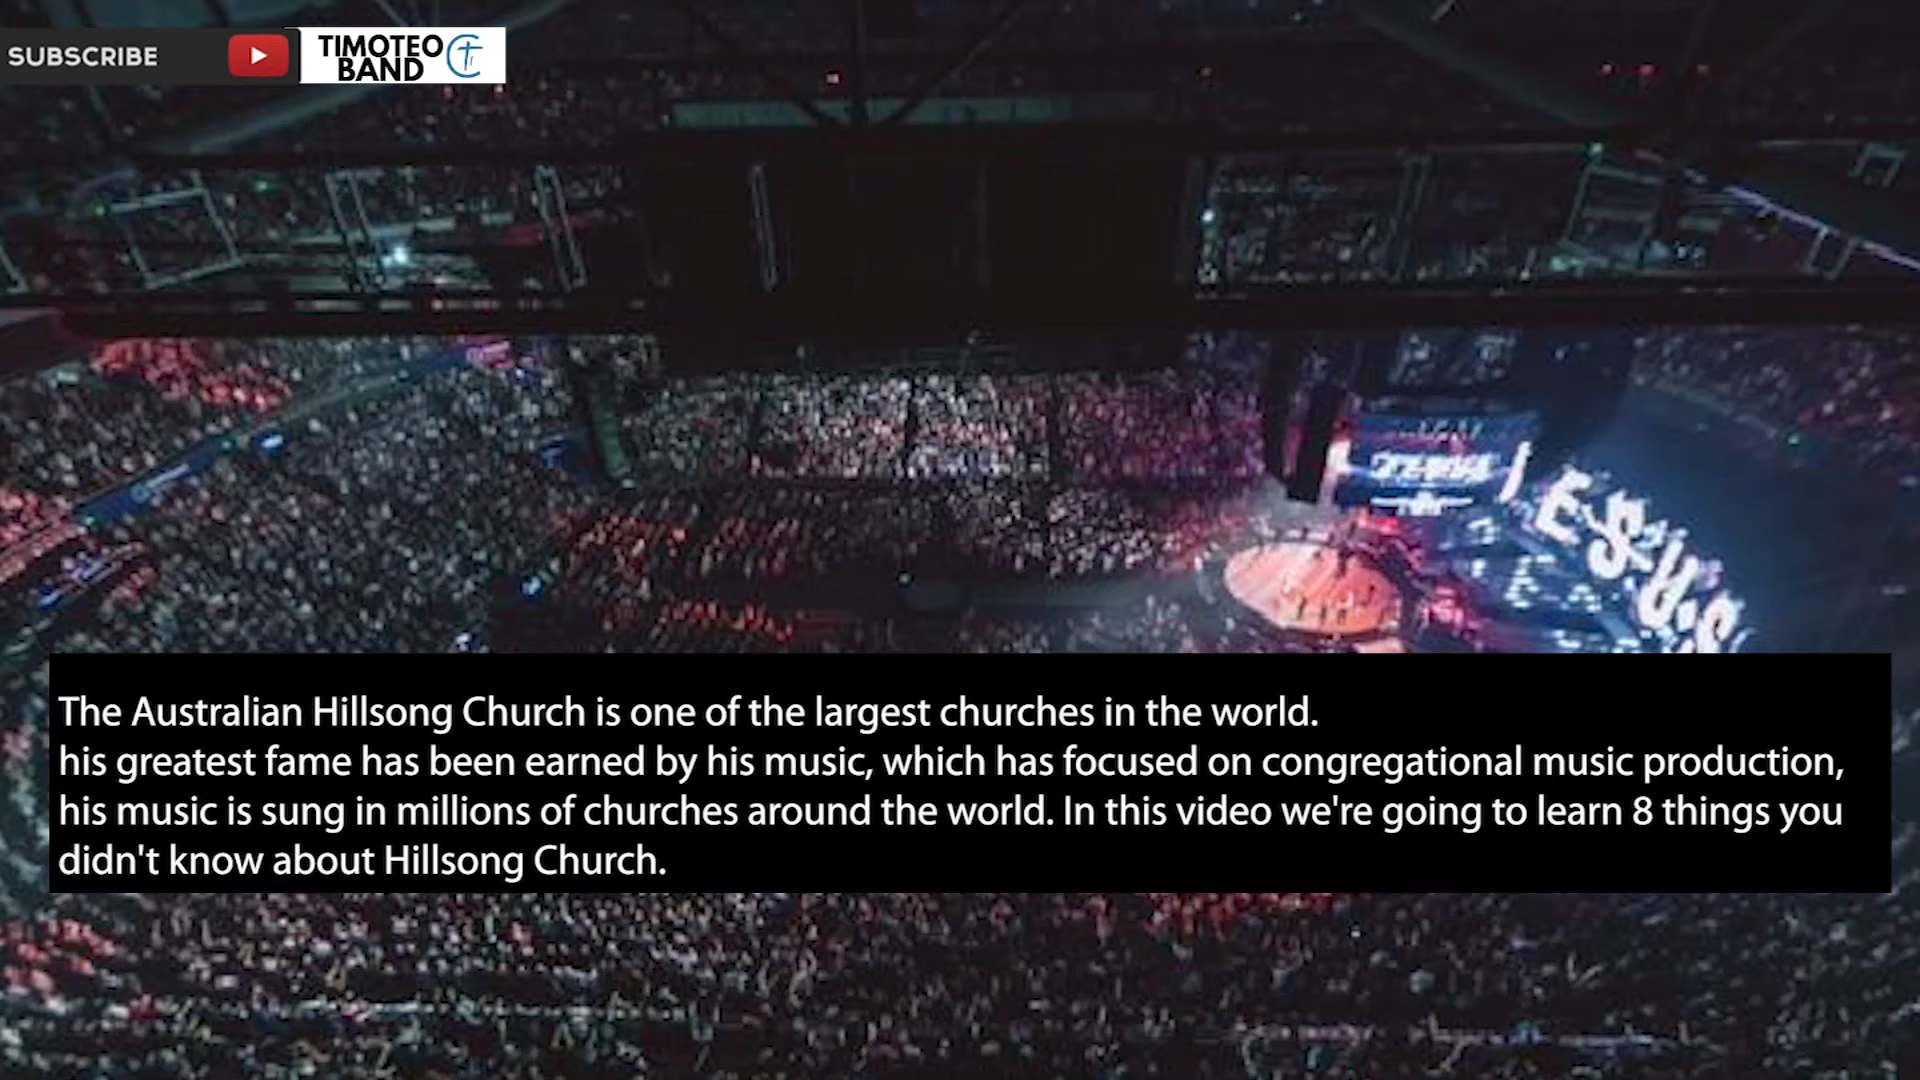 SUBSCRIBE
TIMOTEO
BAND
ESUS
The Australian Hillsong Church is one of the largest churches in the world.
his greatest fame has been earned by his music, which has focused on congregational music production,
his music is sung in millions of churches around the world. In this video we're going to learn 8 things you
didn't know about Hillsong Church.